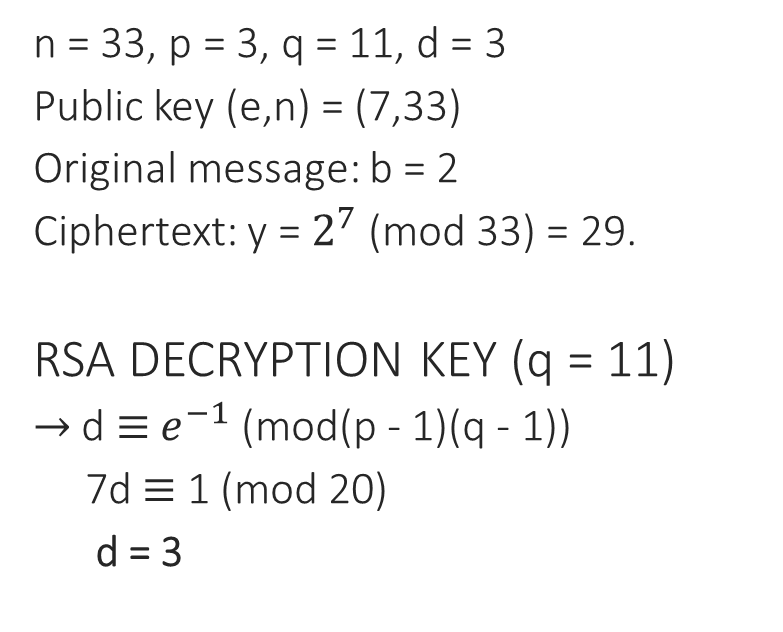 n = 33, p = 3, q = 11, d = 3
Public key (e,n) = (7,33)
Original message: b = 2
Ciphertext: y = 2⁷ (mod 33) = 29.
RSA DECRYPTION KEY (q = 11)
→ d ≡ e⁻¹ (mod(p - 1)(q - 1))
7d ≡ 1 (mod 20)
d = 3